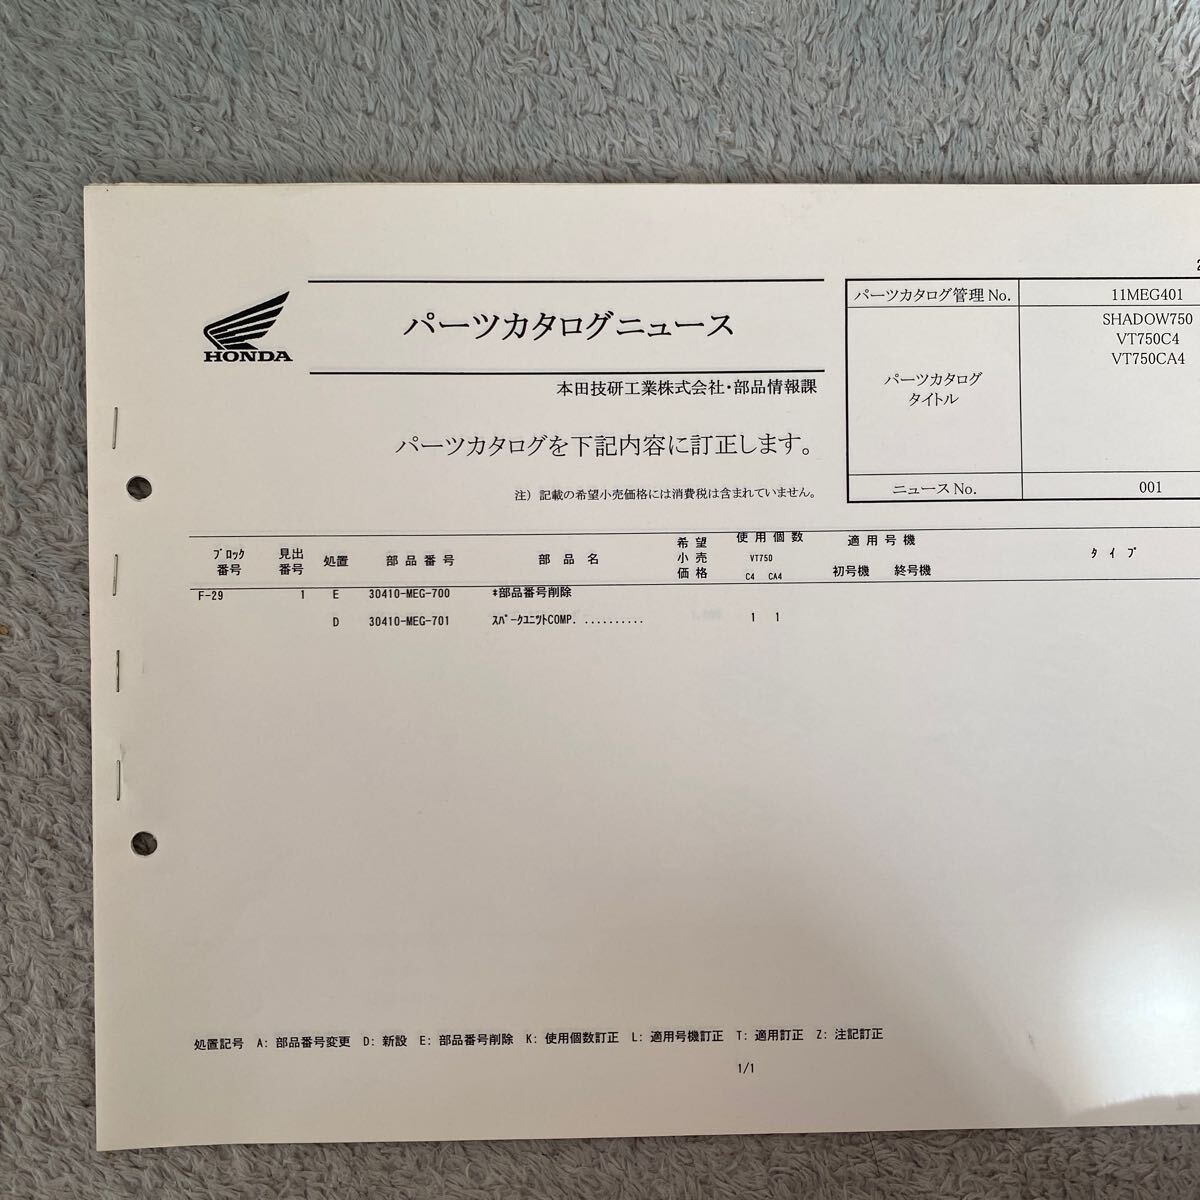 HONDA
パーツカタログニュース
本田技研工業株式会社・部品情報課
パーツカタログを下記内容に訂正します。
注）記載の希望小売価格には消費税は含まれていません。
パーツカタログ管理 No. 11MEG401
パーツカタログ
タイトル
SHADOW750
VT750C4
VT750CA4
ニュース No. 001
ﾌﾞﾛｯｸ
番号
見出
番号
処置
部品番号
部品名
希望
小売
価格
使用個数
VT750
C4 CA4
適用号機
初号機 終号機
ﾀｲﾌﾟ
F-29 1 E 30410-MEG-700 *部品番号削除
D 30410-MEG-701 ｽﾊﾟｰｸﾕﾆｯﾄCOMP. .......... 1 1
処置記号 A: 部品番号変更 D: 新設 E: 部品番号削除 K: 使用個数訂正 L: 適用号機訂正 T: 適用訂正 Z: 注記訂正
1/1